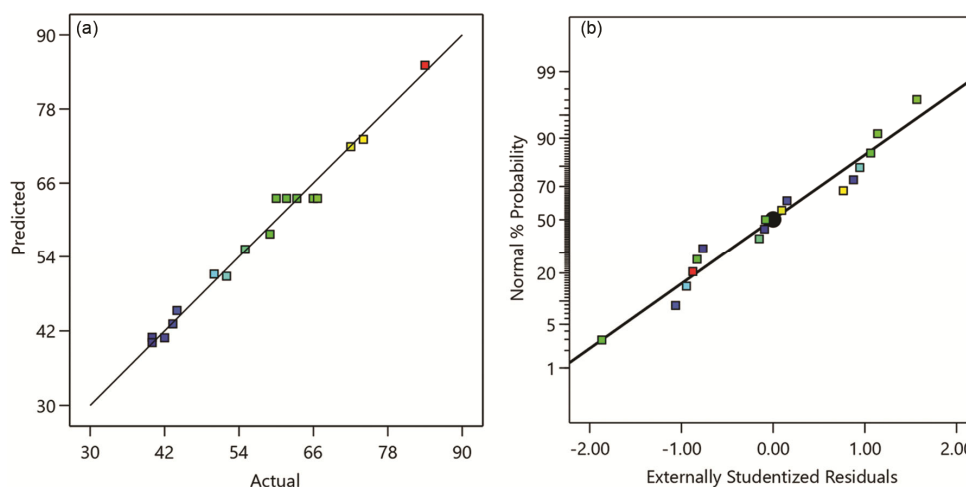 (a)
90
78
66
54
42
30
Predicted
30 42 54 66 78 90
Actual
(b)
99
90
70
50
20
5
1
Normal % Probability
-2.00 -1.00 0.00 1.00 2.00
Externally Studentized Residuals